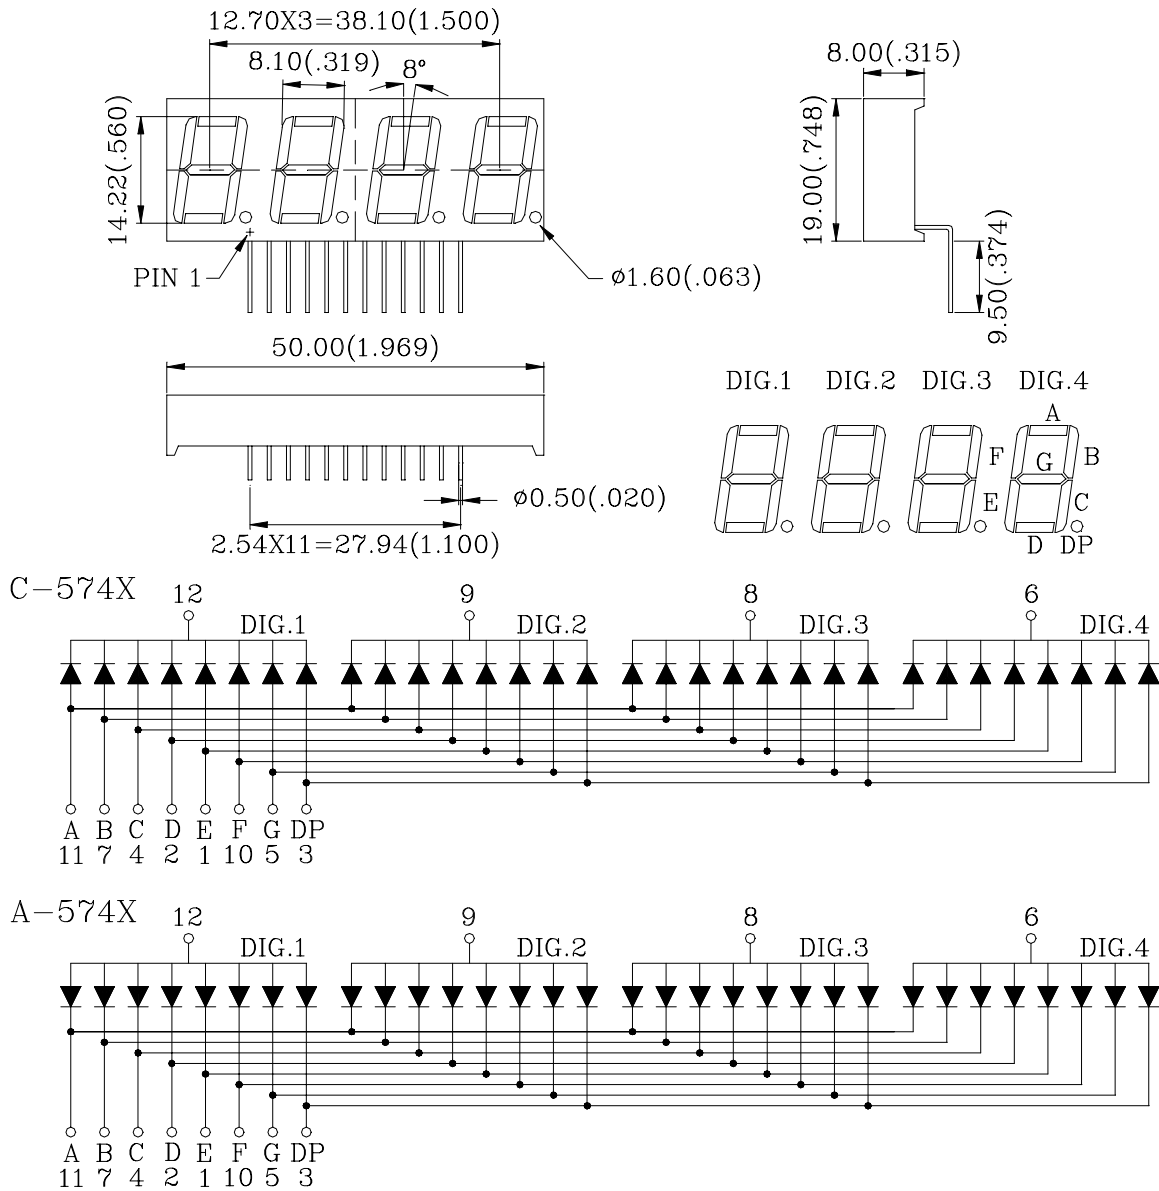 12.70X3=38.10(1.500)
8.10(.319)
8°
14.22(.560)
PIN 1
ø1.60(.063)
8.00(.315)
19.00(.748)
9.50(.374)
50.00(1.969)
ø0.50(.020)
2.54X11=27.94(1.100)
DIG.1 DIG.2 DIG.3 DIG.4
A
F G B
E C
D DP
C-574X
12 9 8 6
DIG.1 DIG.2 DIG.3 DIG.4
A B C D E F G DP
11 7 4 2 1 10 5 3
A-574X
12 9 8 6
DIG.1 DIG.2 DIG.3 DIG.4
A B C D E F G DP
11 7 4 2 1 10 5 3